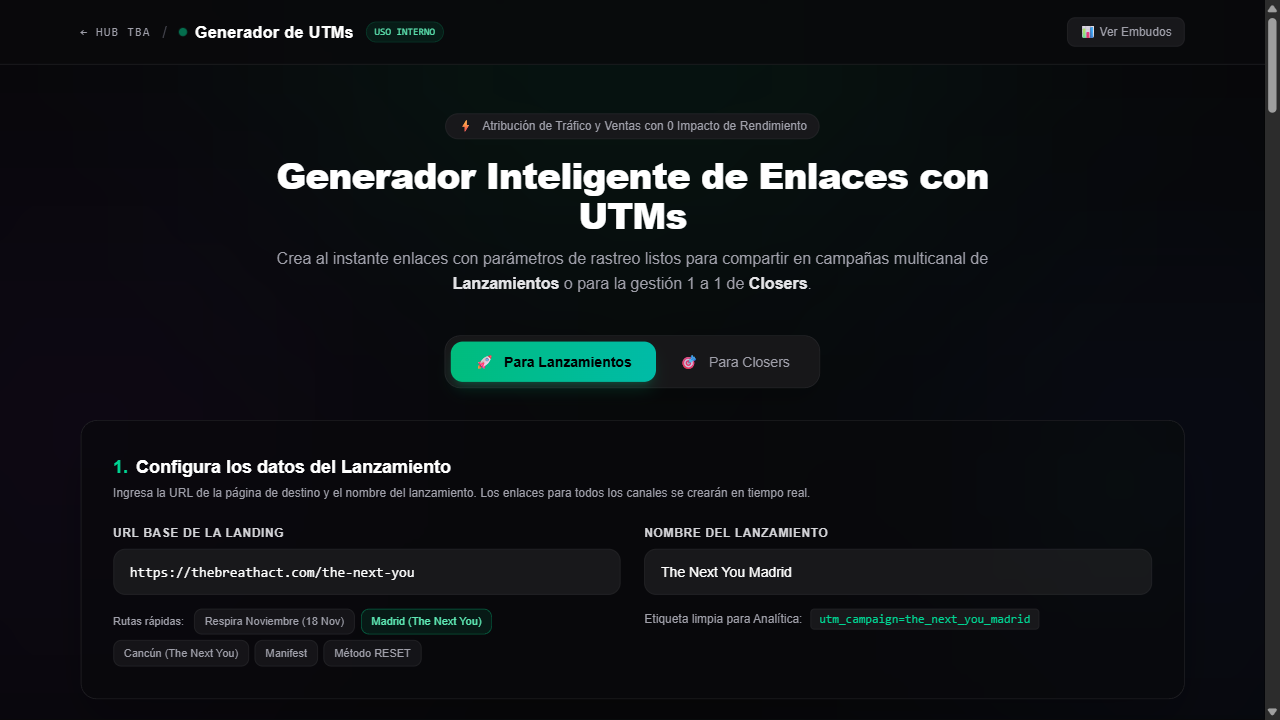 ← HUB TBA / Generador de UTMs USO INTERNO
Ver Embudos
Atribución de Tráfico y Ventas con 0 Impacto de Rendimiento
Generador Inteligente de Enlaces con
UTMs
Crea al instante enlaces con parámetros de rastreo listos para compartir en campañas multicanal de
Lanzamientos o para la gestión 1 a 1 de Closers.
Para Lanzamientos
Para Closers
1. Configura los datos del Lanzamiento
Ingresa la URL de la página de destino y el nombre del lanzamiento. Los enlaces para todos los canales se crearán en tiempo real.
URL BASE DE LA LANDING
https://thebreathact.com/the-next-you
Rutas rápidas: Respira Noviembre (18 Nov) Madrid (The Next You)
Cancún (The Next You) Manifest Método RESET
NOMBRE DEL LANZAMIENTO
The Next You Madrid
Etiqueta limpia para Analítica: utm_campaign=the_next_you_madrid